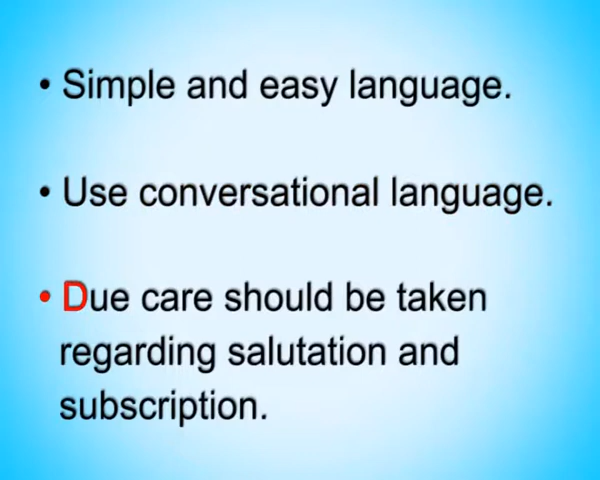 • Simple and easy language.
• Use conversational language.
• Due care should be taken
regarding salutation and
subscription.